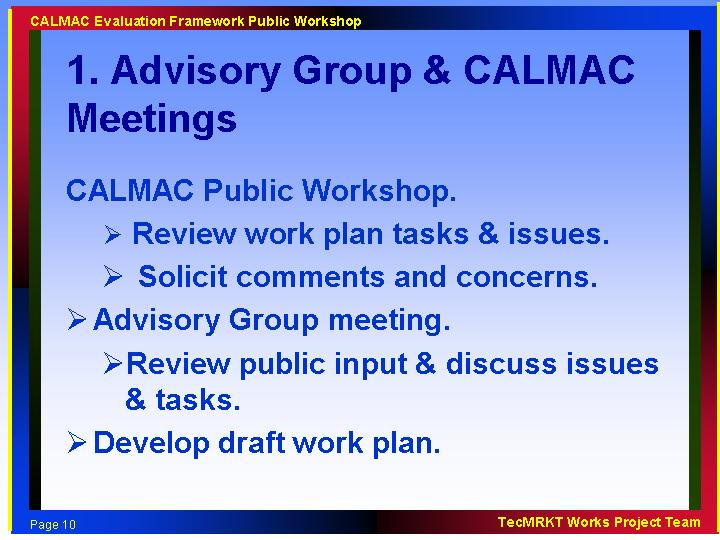 CALMAC Evaluation Framework Public Workshop
1. Advisory Group & CALMAC
Meetings
CALMAC Public Workshop.
➢ Review work plan tasks & issues.
➢ Solicit comments and concerns.
➢ Advisory Group meeting.
➢Review public input & discuss issues
& tasks.
➢ Develop draft work plan.
Page 10
TecMRKT Works Project Team